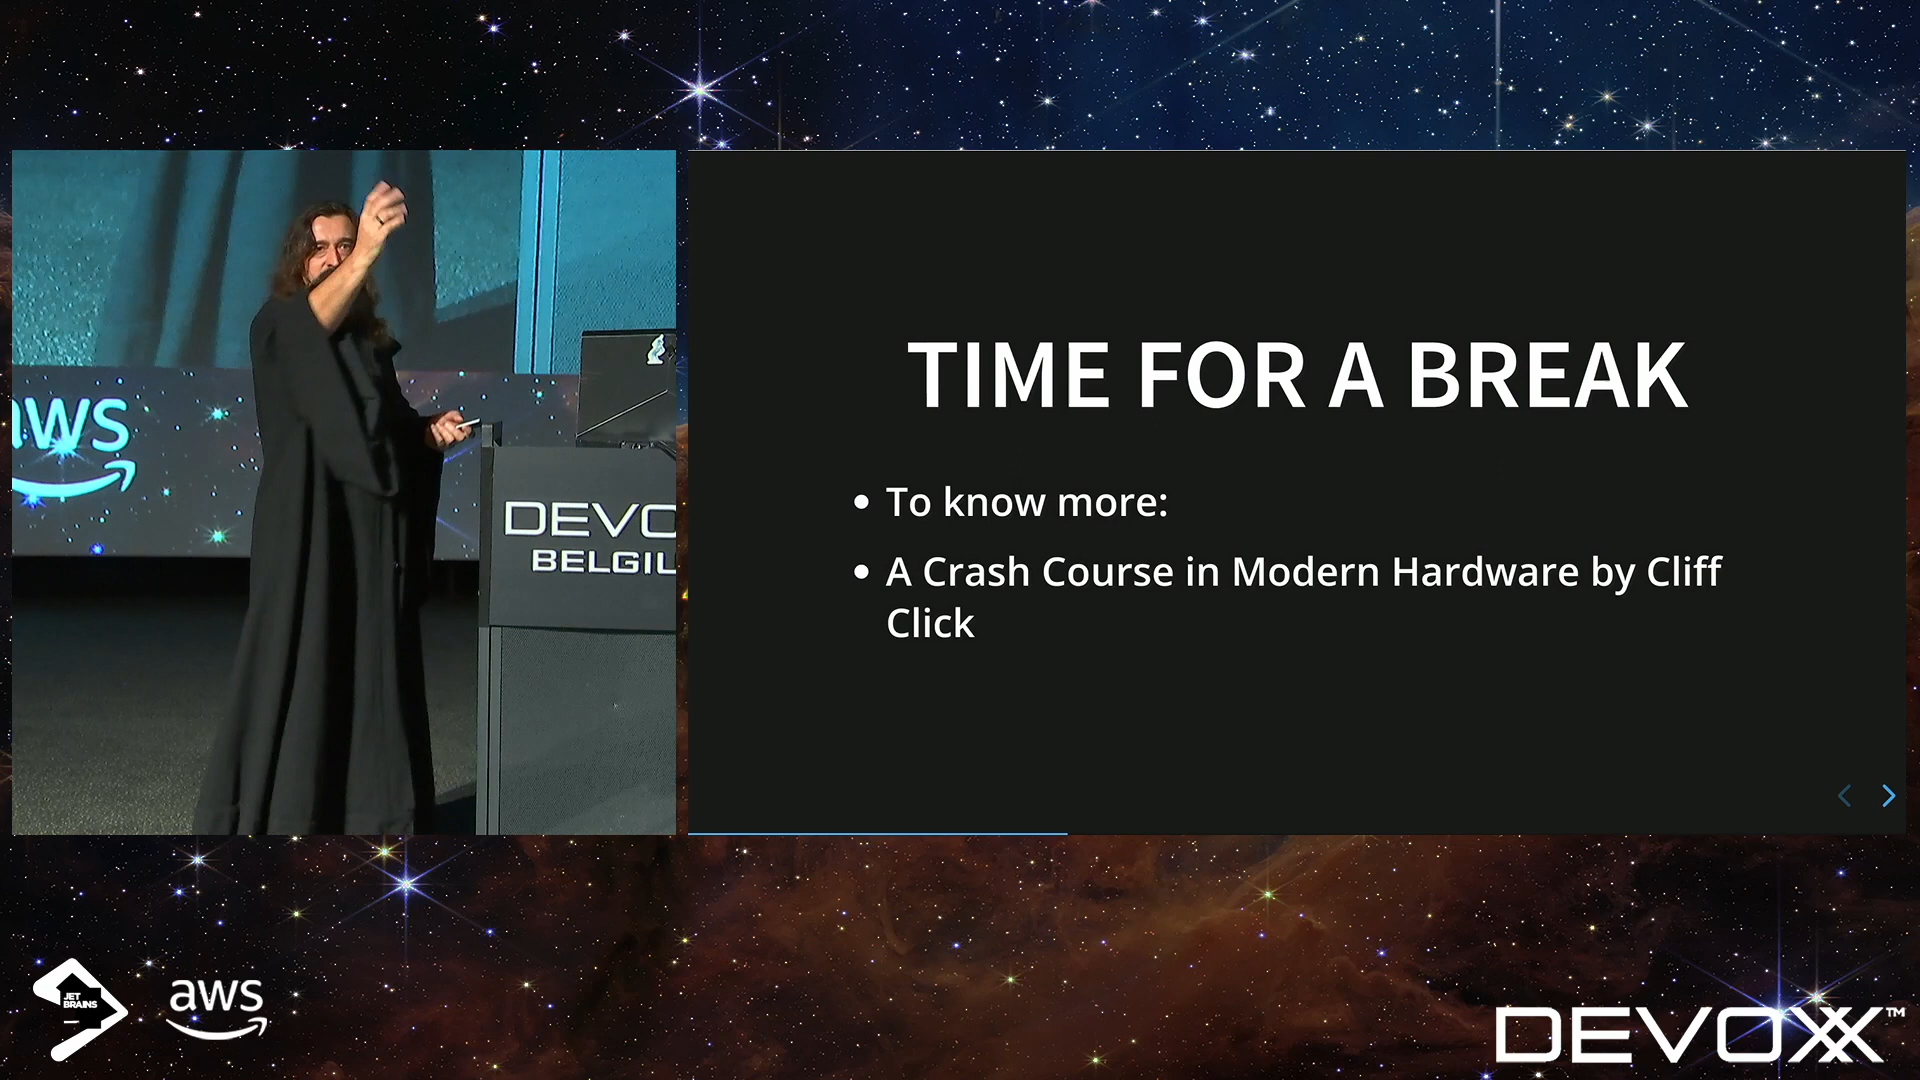 TIME FOR A BREAK
• To know more:
• A Crash Course in Modern Hardware by Cliff
Click
aws
DEVO
BELGIU
JET
BRAINS
aws
DEVOXX™